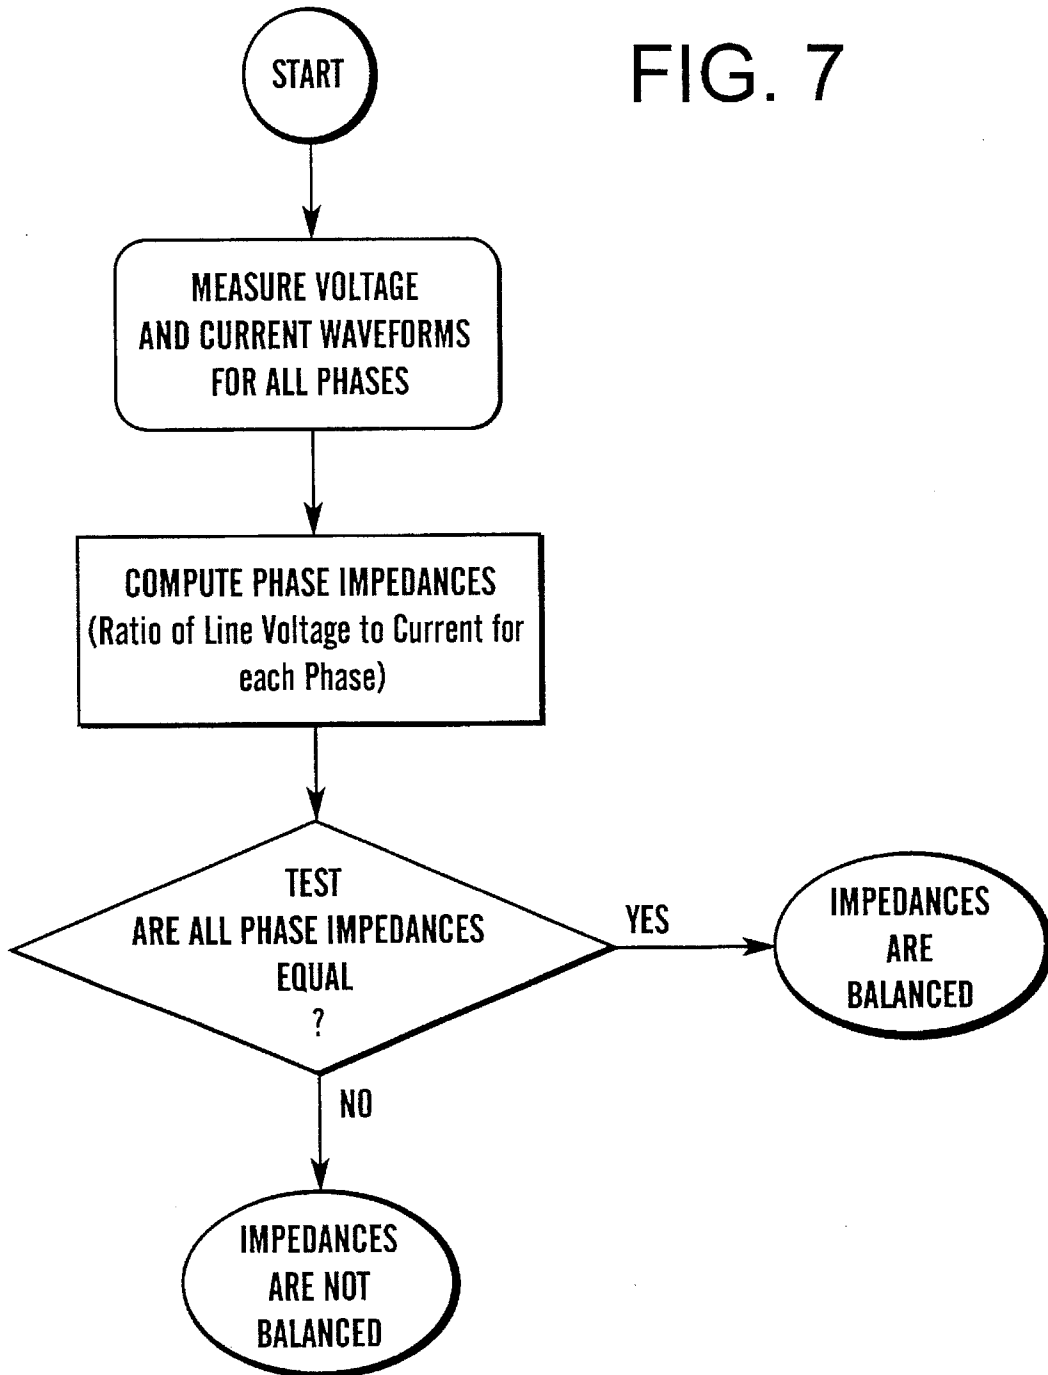 START
FIG. 7
MEASURE VOLTAGE
AND CURRENT WAVEFORMS
FOR ALL PHASES
COMPUTE PHASE IMPEDANCES
(Ratio of Line Voltage to Current for
each Phase)
TEST
ARE ALL PHASE IMPEDANCES
EQUAL
?
YES
IMPEDANCES
ARE
BALANCED
NO
IMPEDANCES
ARE NOT
BALANCED